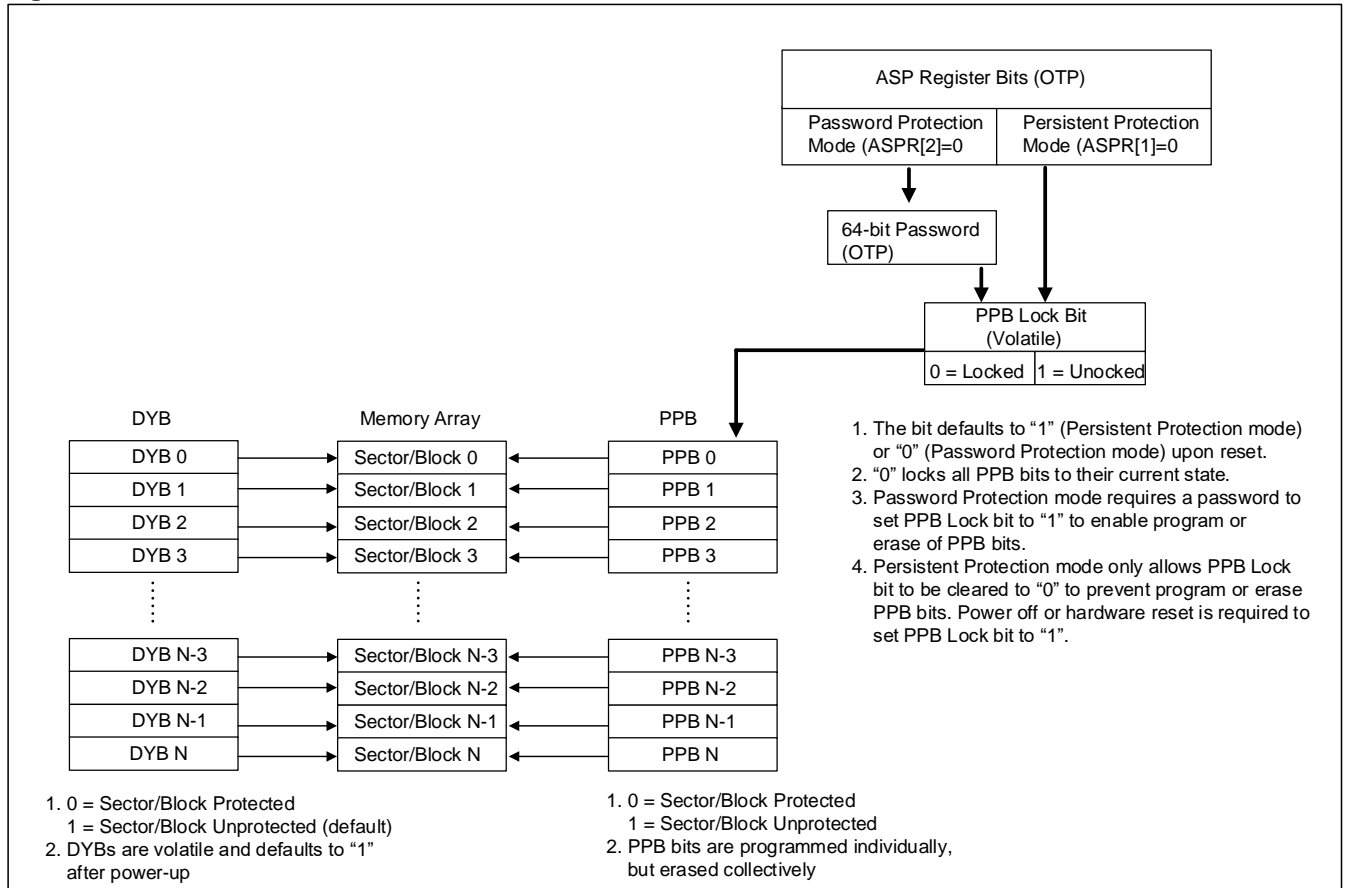 ASP Register Bits (OTP)
Password Protection
Mode (ASPR[2]=0
Persistent Protection
Mode (ASPR[1]=0
64-bit Password
(OTP)
PPB Lock Bit
(Volatile)
0 = Locked
1 = Unocked
DYB
Memory Array
PPB
DYB 0
Sector/Block 0
PPB 0
DYB 1
Sector/Block 1
PPB 1
DYB 2
Sector/Block 2
PPB 2
DYB 3
Sector/Block 3
PPB 3
DYB N-3
Sector/Block N-3
PPB N-3
DYB N-2
Sector/Block N-2
PPB N-2
DYB N-1
Sector/Block N-1
PPB N-1
DYB N
Sector/Block N
PPB N
1. The bit defaults to “1” (Persistent Protection mode)
or “0” (Password Protection mode) upon reset.
2. “0” locks all PPB bits to their current state.
3. Password Protection mode requires a password to
set PPB Lock bit to “1” to enable program or
erase of PPB bits.
4. Persistent Protection mode only allows PPB Lock
bit to be cleared to “0” to prevent program or erase
PPB bits. Power off or hardware reset is required to
set PPB Lock bit to “1”.
1. 0 = Sector/Block Protected
1 = Sector/Block Unprotected (default)
2. DYBs are volatile and defaults to “1”
after power-up
1. 0 = Sector/Block Protected
1 = Sector/Block Unprotected
2. PPB bits are programmed individually,
but erased collectively